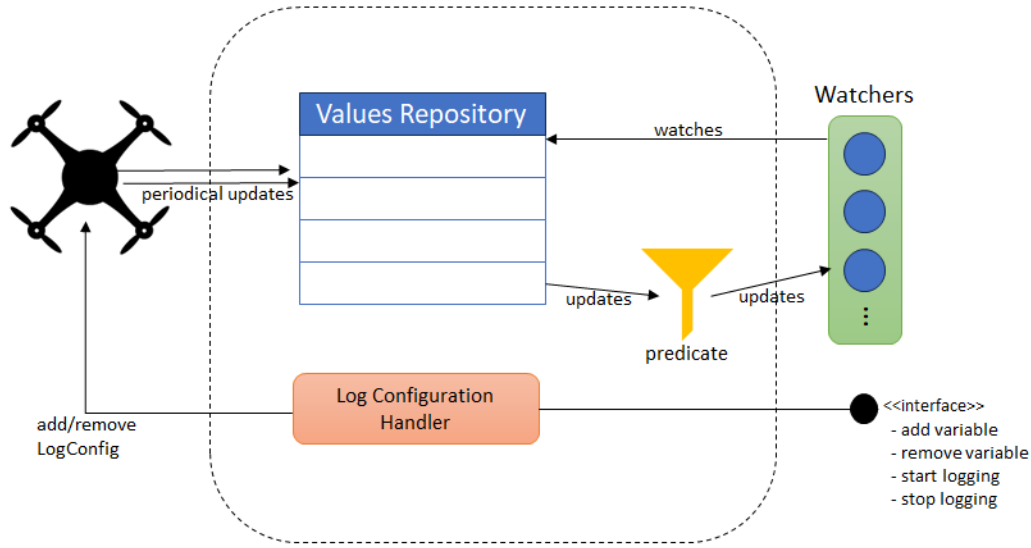 Values Repository
Watchers
watches
periodical updates
updates
updates
predicate
Log Configuration
Handler
add/remove
LogConfig
<<interface>>
- add variable
- remove variable
- start logging
- stop logging